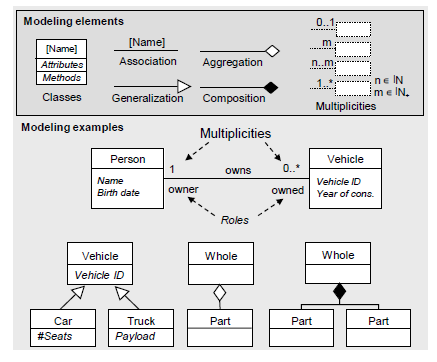 Modeling elements
[Name]
Attributes
Methods
Classes
[Name]
Association
Aggregation
Generalization
Composition
0..1
m
n..m
1..*
n ∈ |N
m ∈ |N+
Multiplicities
Modeling examples
Multiplicities
Person
Name
Birth date
1
owns
0..*
owner
owned
Roles
Vehicle
Vehicle ID
Year of cons.
Vehicle
Vehicle ID
Car
#Seats
Truck
Payload
Whole
Part
Whole
Part
Part